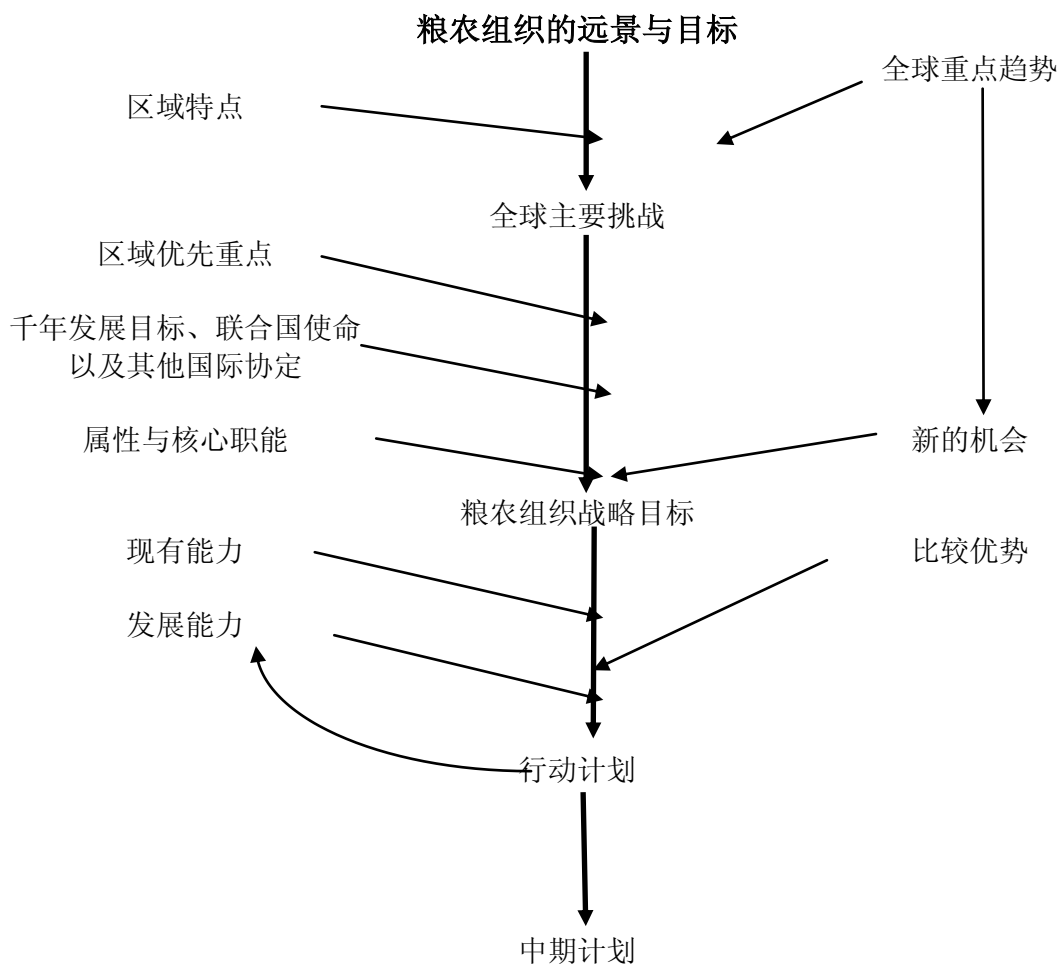 粮农组织的远景与目标
全球重点趋势
区域特点
全球主要挑战
区域优先重点
千年发展目标、联合国使命
以及其他国际协定
属性与核心职能
新的机会
粮农组织战略目标
现有能力
比较优势
发展能力
行动计划
中期计划